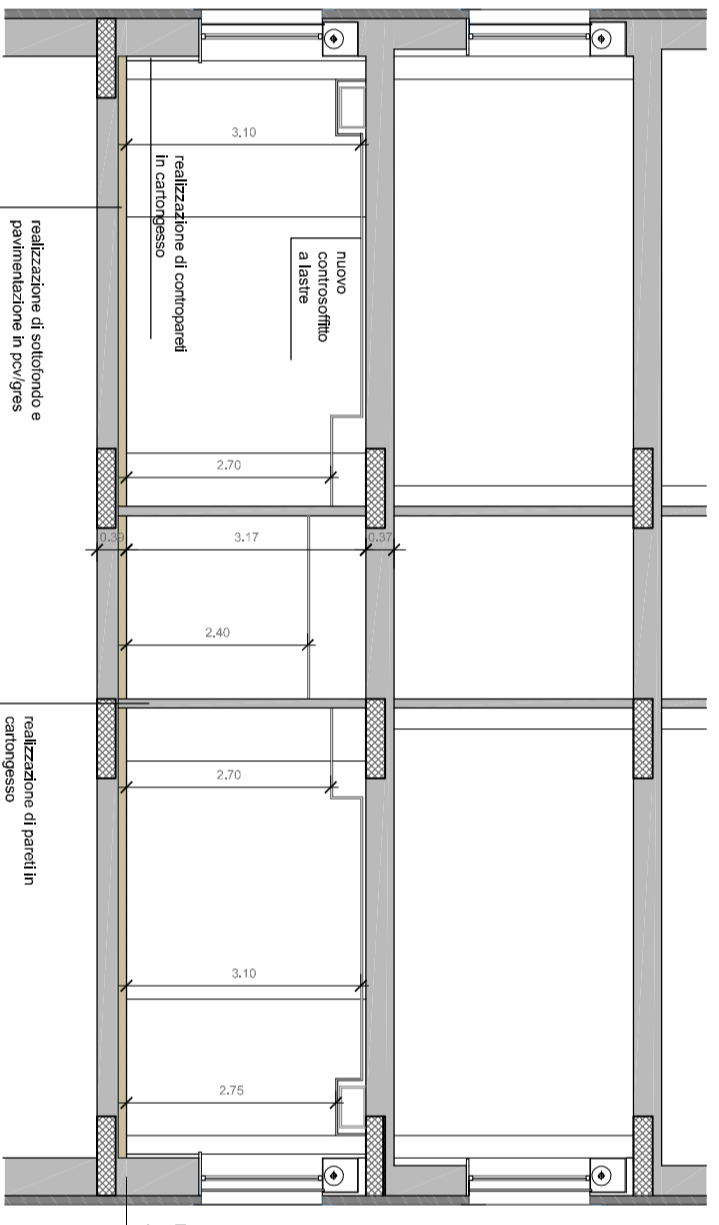 3.10
realizzazione di contropareti
in cartongesso
nuovo
controsoffitto
a lastre
realizzazione di sottofondo e
pavimentazione in pcv/gres
2.70
0.39
3.17
0.37
2.40
2.70
realizzazione di pareti in
cartongesso
3.10
2.75